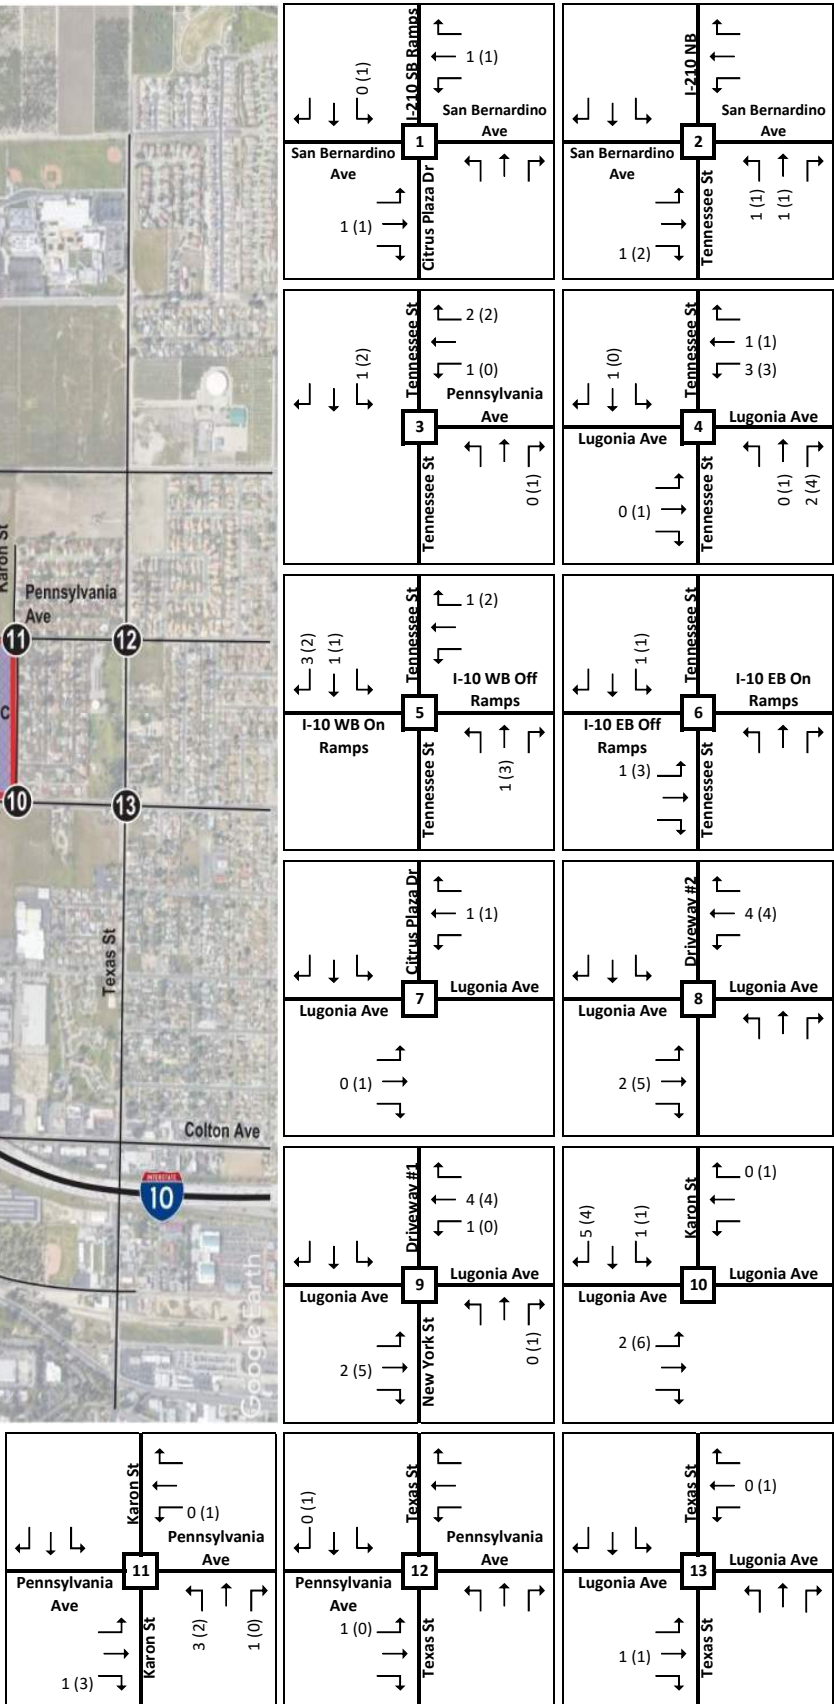 Karon St
Pennsylvania
Ave
11
12
C
10
13
Texas St
Colton Ave
INTERSTATE
10
Google Earth
I-210 SB Ramps
0 (1)
1 (1)
San Bernardino
Ave
1
San Bernardino
Ave
Citrus Plaza Dr
1 (1)
I-210 NB
San Bernardino
Ave
2
San Bernardino
Ave
Tennessee St
1 (2)
1 (1)
1 (1)
Tennessee St
2 (2)
1 (2)
1 (0)
Pennsylvania
Ave
3
Tennessee St
0 (1)
Tennessee St
1 (0)
1 (1)
3 (3)
Lugonia Ave
4
Lugonia Ave
Tennessee St
0 (1)
0 (1)
2 (4)
Tennessee St
1 (2)
3 (2)
1 (1)
I-10 WB Off
Ramps
5
I-10 WB On
Ramps
Tennessee St
1 (3)
Tennessee St
1 (1)
I-10 EB On
Ramps
6
I-10 EB Off
Ramps
Tennessee St
1 (3)
Citrus Plaza Dr
1 (1)
Lugonia Ave
7
Lugonia Ave
0 (1)
Driveway #2
4 (4)
Lugonia Ave
8
Lugonia Ave
2 (5)
Driveway #1
4 (4)
1 (0)
Lugonia Ave
9
Lugonia Ave
New York St
2 (5)
0 (1)
Karon St
0 (1)
5 (4)
1 (1)
Lugonia Ave
10
Lugonia Ave
2 (6)
Karon St
0 (1)
Pennsylvania
Ave
11
Pennsylvania
Ave
Karon St
1 (3)
3 (2)
1 (0)
Texas St
0 (1)
Pennsylvania
Ave
12
Pennsylvania
Ave
Texas St
1 (0)
Texas St
0 (1)
Lugonia Ave
13
Lugonia Ave
Texas St
1 (1)